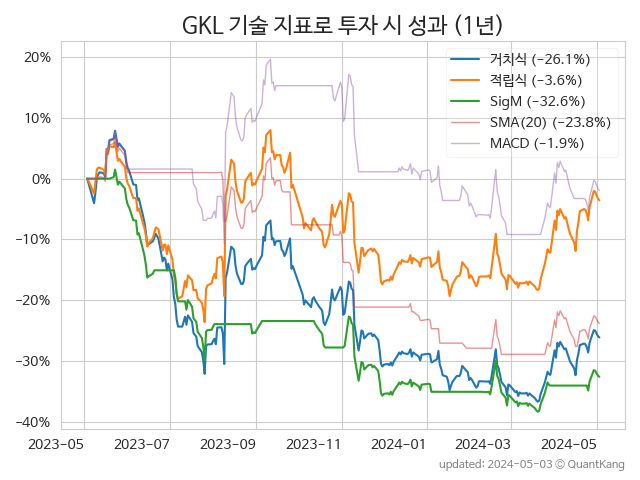 GKL 기술 지표로 투자 시 성과 (1년)
거치식 (−26.1%)
적립식 (−3.6%)
SigM (−32.6%)
SMA(20) (−23.8%)
MACD (−1.9%)
20%
10%
0%
−10%
−20%
−30%
−40%
2023-05 2023-07 2023-09 2023-11 2024-01 2024-03 2024-05
updated: 2024-05-03 ⓒ QuantKang